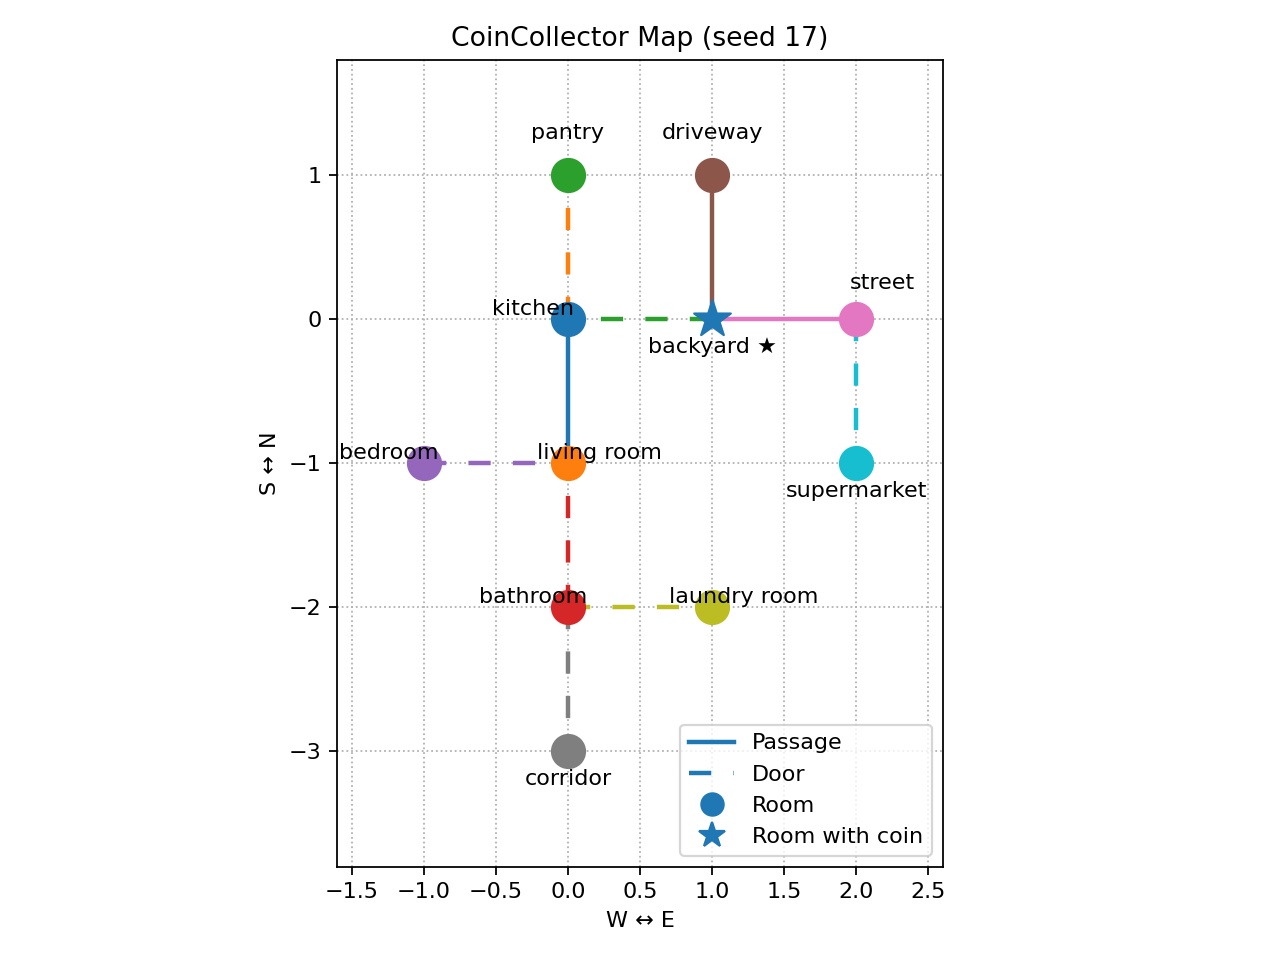 CoinCollector Map (seed 17)
pantry
driveway
1
street
kitchen
0
backyard ★
bedroom
living room
−1
supermarket
bathroom
laundry room
−2
−3
corridor
Passage
Door
Room
Room with coin
−1.5 −1.0 −0.5 0.0 0.5 1.0 1.5 2.0 2.5
W ↔ E
S ↔ N